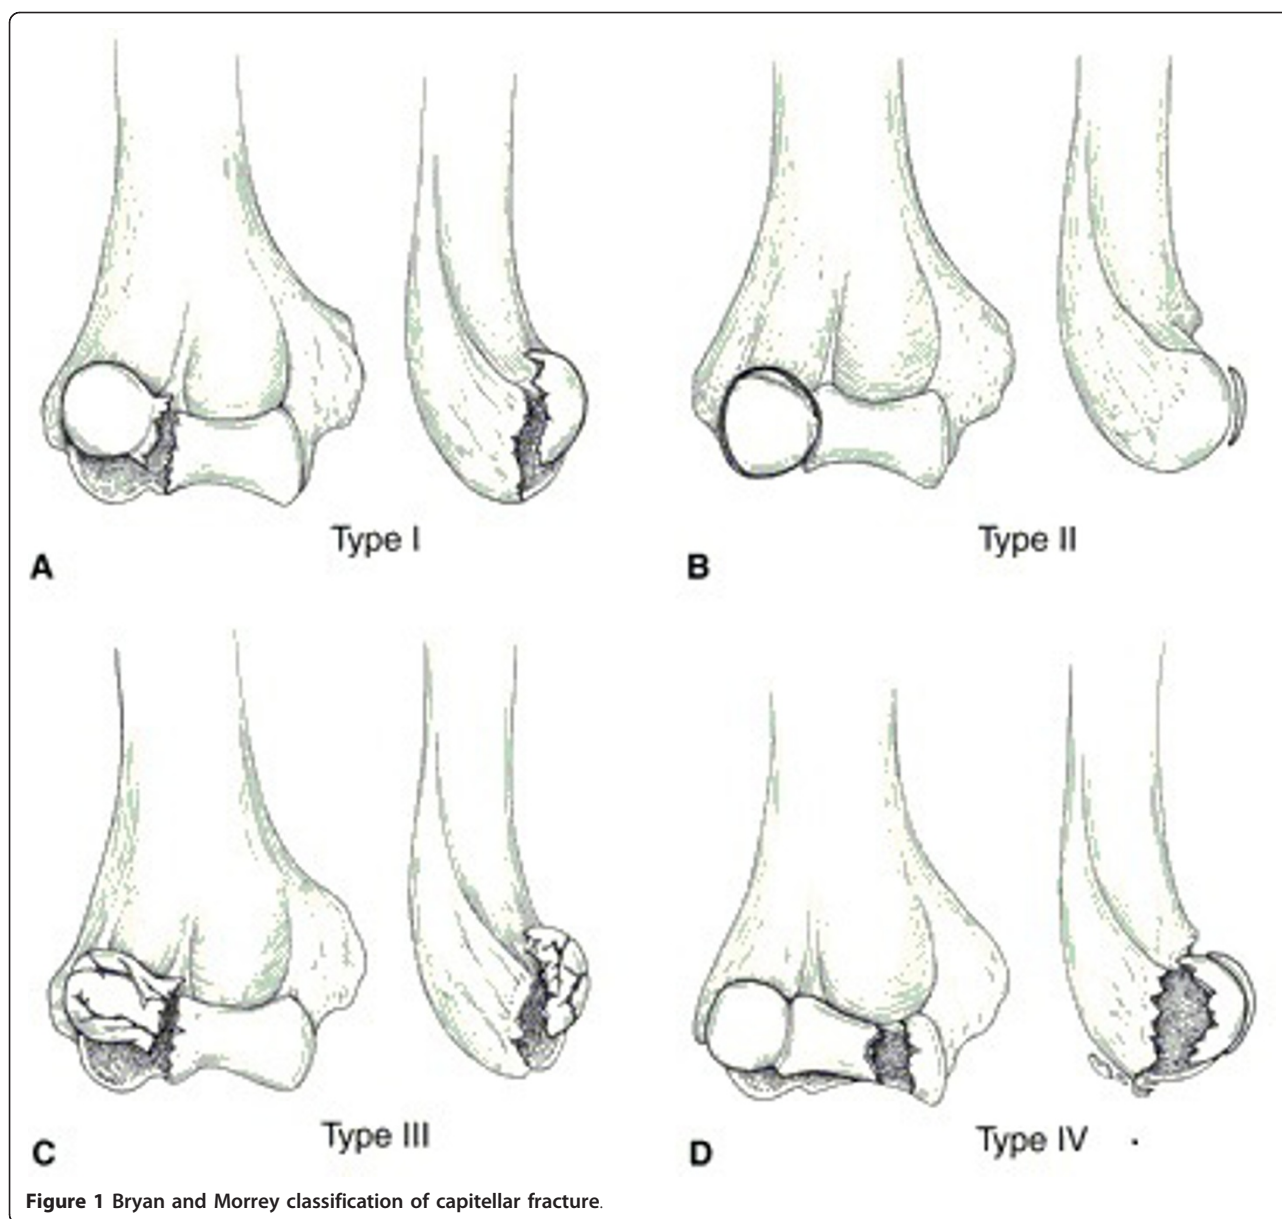 Type I
A
Type II
B
Type III
C
Type IV
D
Figure 1 Bryan and Morrey classification of capitellar fracture.